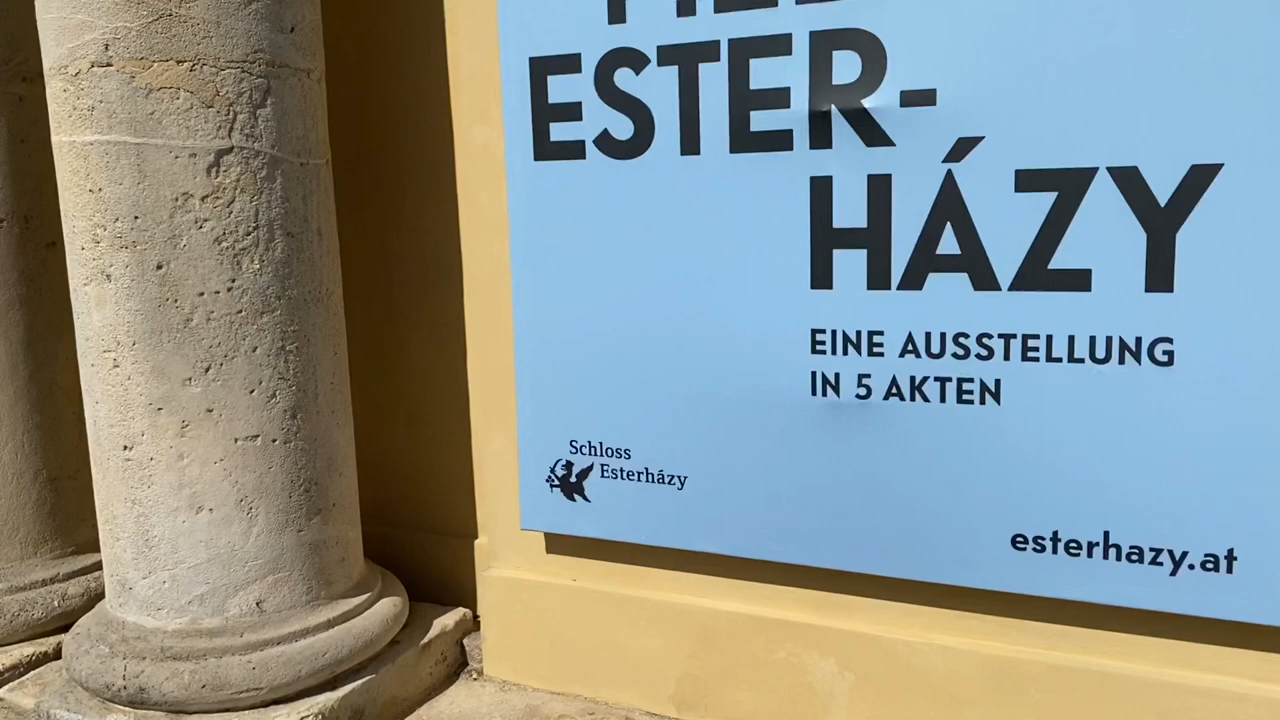 ESTER-
HÁZY
EINE AUSSTELLUNG
IN 5 AKTEN
Schloss
Esterházy
esterhazy.at